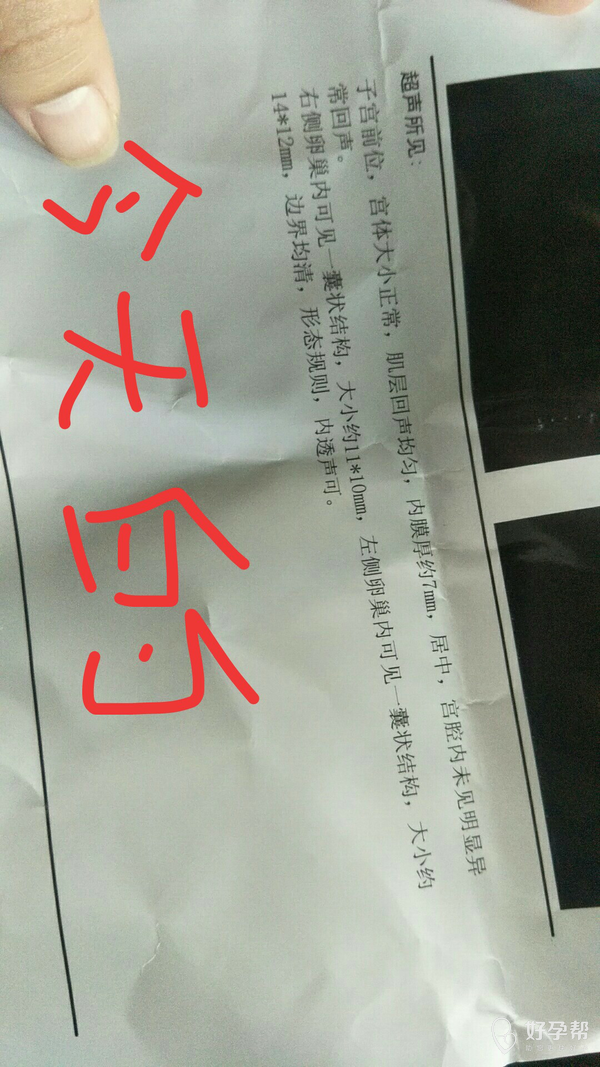 超声所见：
子宫前位，宫体大小正常，肌层回声均匀，内膜厚约7mm，居中，宫腔内未见明显异
常回声。
右侧卵巢内可见一囊状结构，大小约11*10mm，左侧卵巢内可见一囊状结构，大小约
14*12mm，边界均清，形态规则，内透声可。
今天的
好孕帮